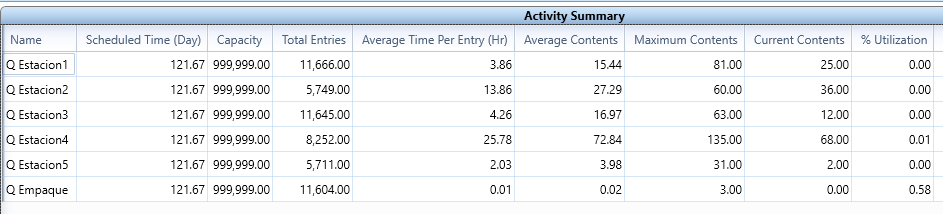 Activity Summary
Name Scheduled Time (Day) Capacity Total Entries Average Time Per Entry (Hr) Average Contents Maximum Contents Current Contents % Utilization
Q Estacion1 121.67 999,999.00 11,666.00 3.86 15.44 81.00 25.00 0.00
Q Estacion2 121.67 999,999.00 5,749.00 13.86 27.29 60.00 36.00 0.00
Q Estacion3 121.67 999,999.00 11,645.00 4.26 16.97 63.00 12.00 0.00
Q Estacion4 121.67 999,999.00 8,252.00 25.78 72.84 135.00 68.00 0.01
Q Estacion5 121.67 999,999.00 5,711.00 2.03 3.98 31.00 2.00 0.00
Q Empaque 121.67 999,999.00 11,604.00 0.01 0.02 3.00 0.00 0.58